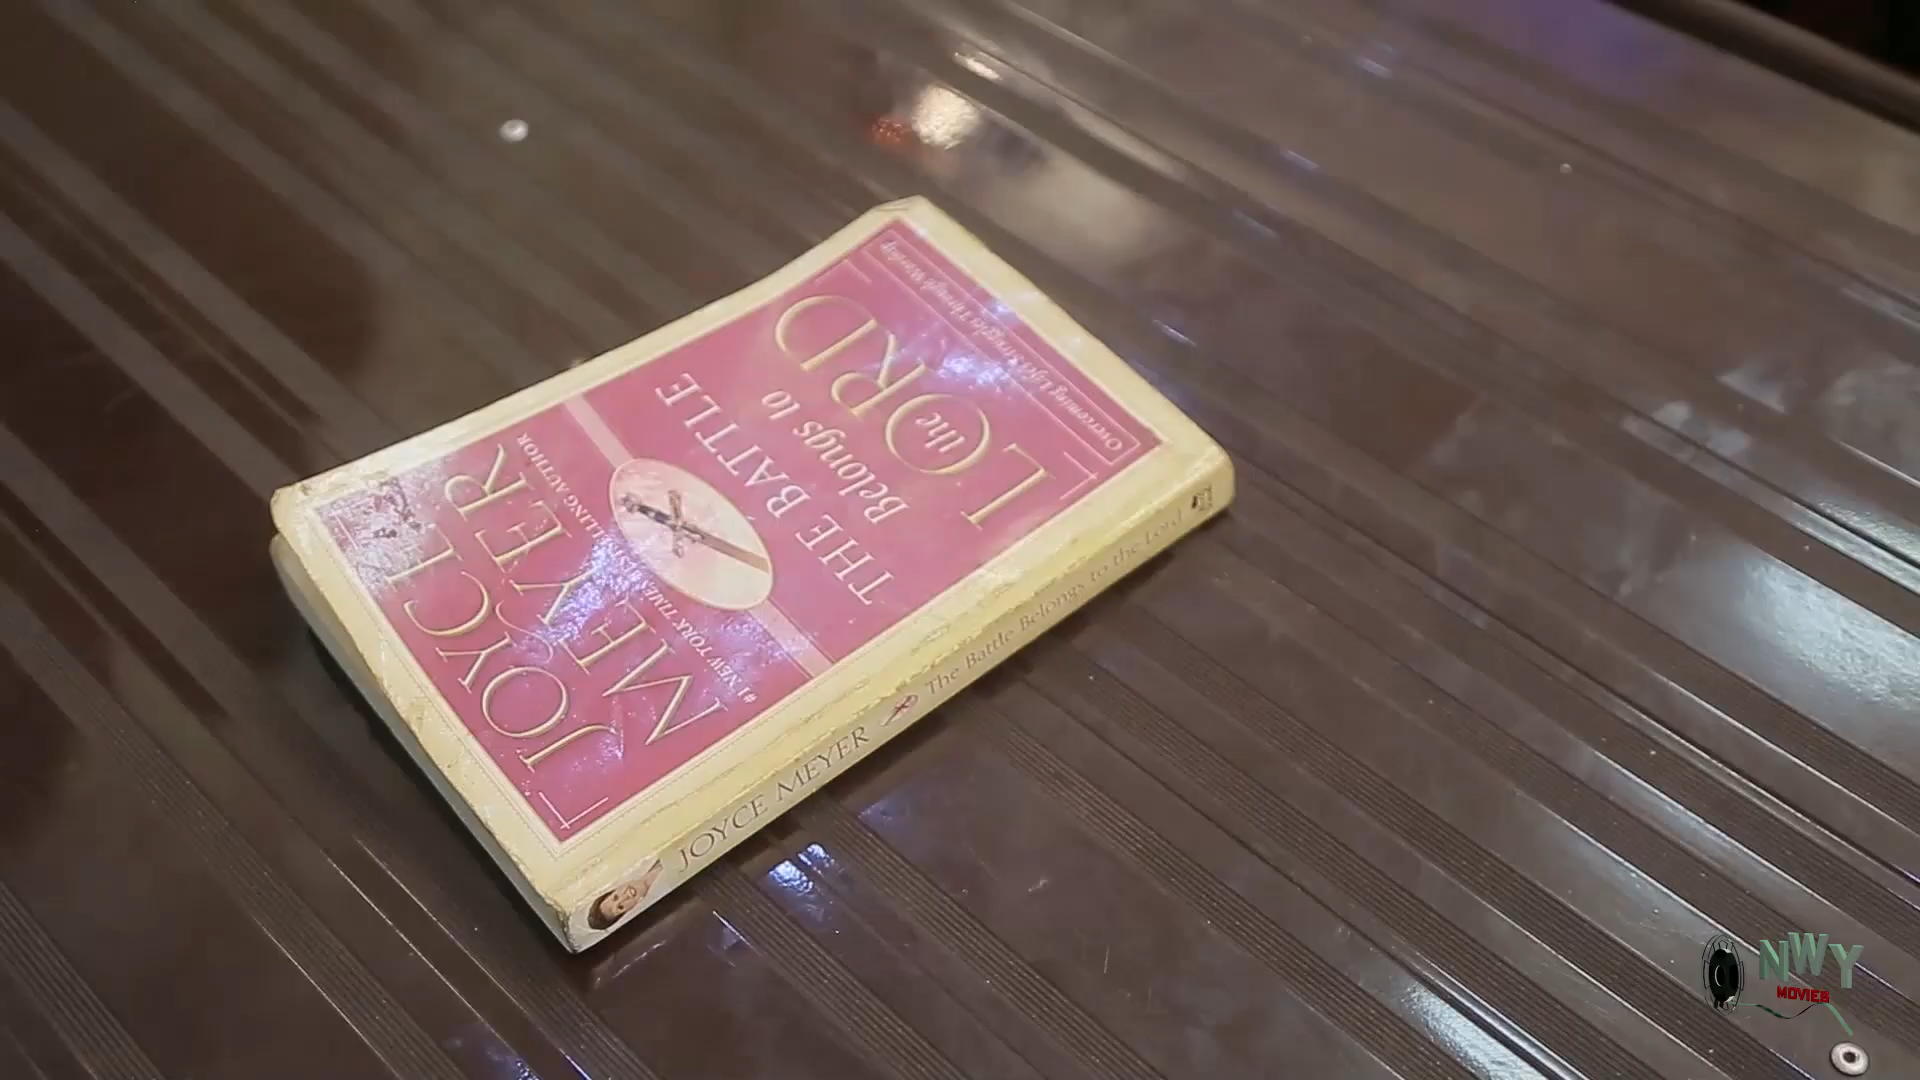 JOYCE
MEYER
#1 NEW YORK TIMES BESTSELLING AUTHOR
THE BATTLE
Belongs to
the
LORD
Overcoming Life's Struggles Through Worship
JOYCE MEYER The Battle Belongs to the Lord
NWY
MOVIES